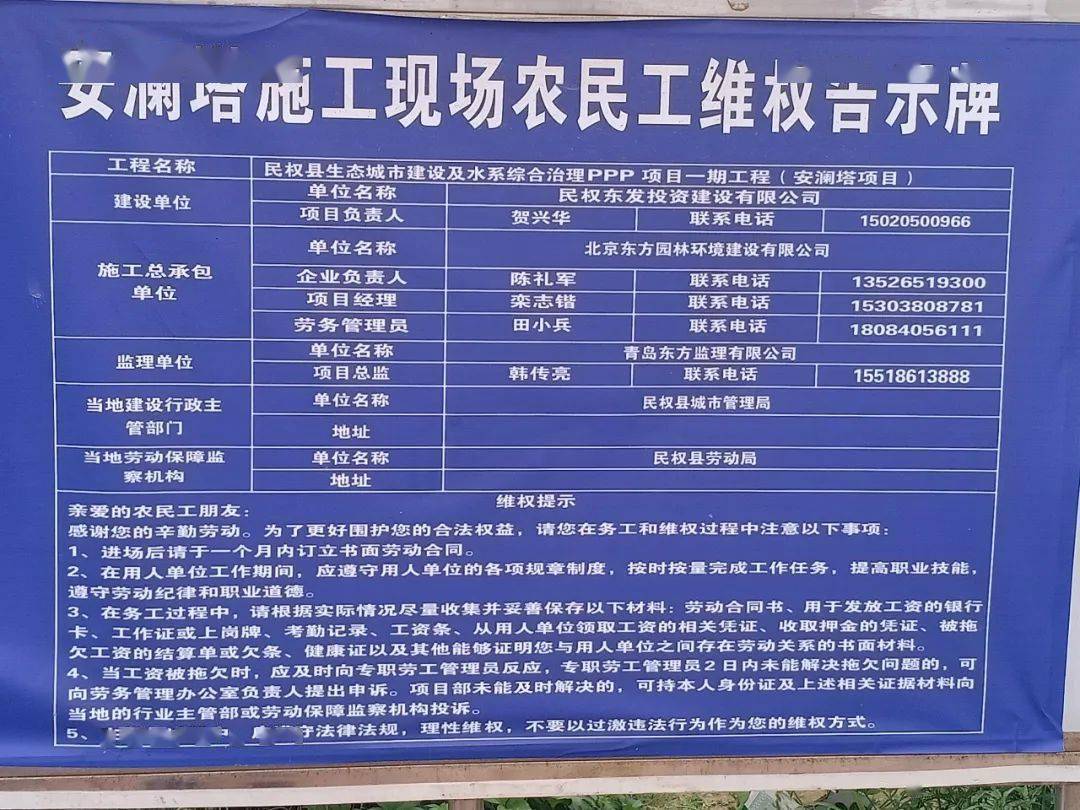 安澜塔施工现场农民工维权告示牌
工程名称 民权县生态城市建设及水系综合治理PPP 项目一期工程（安澜塔项目）
建设单位 单位名称 民权东发投资建设有限公司
项目负责人 贺兴华 联系电话 15020500966
施工总承包单位 单位名称 北京东方园林环境建设有限公司
企业负责人 陈礼军 联系电话 13526519300
项目经理 栾志锴 联系电话 15303808781
劳务管理员 田小兵 联系电话 18084056111
监理单位 单位名称 青岛东方监理有限公司
项目总监 韩传亮 联系电话 15518613888
当地建设行政主管部门 单位名称 民权县城市管理局
地址
当地劳动保障监察机构 单位名称 民权县劳动局
地址
维权提示
亲爱的农民工朋友：
感谢您的辛勤劳动。为了更好围护您的合法权益，请您在务工和维权过程中注意以下事项：
1、进场后请于一个月内订立书面劳动合同。
2、在用人单位工作期间，应遵守用人单位的各项规章制度，按时按量完成工作任务，提高职业技能，
遵守劳动纪律和职业道德。
3、在务工过程中，请根据实际情况尽量收集并妥善保存以下材料：劳动合同书、用于发放工资的银行
卡、工作证或上岗牌、考勤记录、工资条、从用人单位领取工资的相关凭证、收取押金的凭证、被拖
欠工资的结算单或欠条、健康证以及其他能够证明您与用人单位之间存在劳动关系的书面材料。
4、当工资被拖欠时，应及时向专职劳工管理员反应，专职劳工管理员2日内未能解决拖欠问题的，可
向劳务管理办公室负责人提出申诉。项目部未能及时解决的，可持本人身份证及上述相关证据材料向
当地的行业主管部或劳动保障监察机构投诉。
5、守法律法规，理性维权，不要以过激违法行为作为您的维权方式。